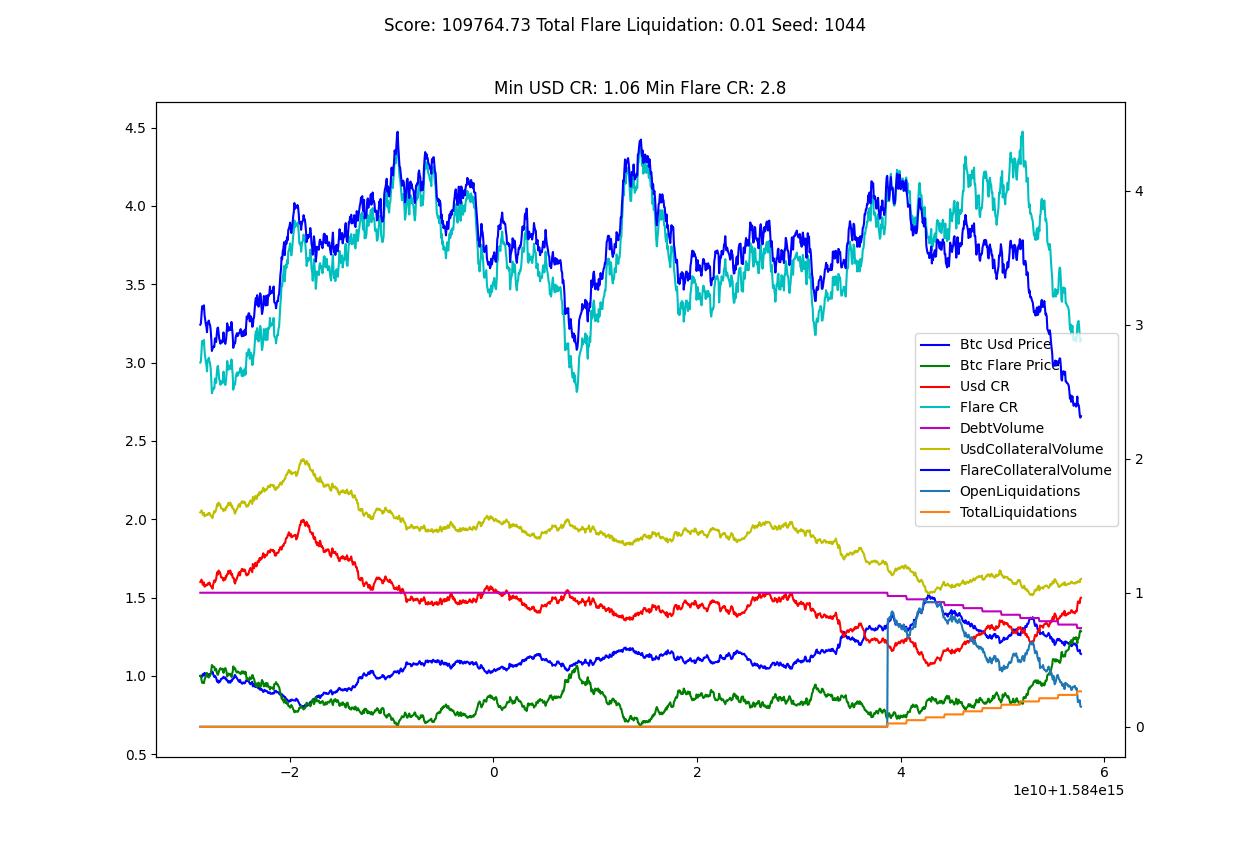 Score: 109764.73 Total Flare Liquidation: 0.01 Seed: 1044
Min USD CR: 1.06 Min Flare CR: 2.8
4.5
4.0
3.5
3.0
2.5
2.0
1.5
1.0
0.5
4
3
2
1
0
Btc Usd Price
Btc Flare Price
Usd CR
Flare CR
DebtVolume
UsdCollateralVolume
FlareCollateralVolume
OpenLiquidations
TotalLiquidations
−2 0 2 4 6
1e10+1.584e15